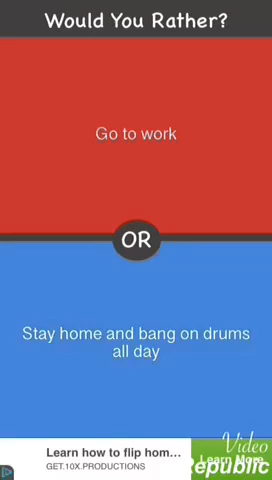 Would You Rather?
Go to work
OR
Stay home and bang on drums
all day
Learn how to flip hom...
GET.10X.PRODUCTIONS
Learn More
Video
Republic